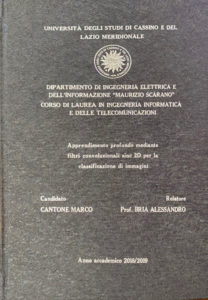 UNIVERSITÀ DEGLI STUDI DI CASSINO E DEL
LAZIO MERIDIONALE
DIPARTIMENTO DI INGEGNERIA ELETTRICA E
DELL'INFORMAZIONE "MAURIZIO SCARANO"
CORSO DI LAUREA IN INGEGNERIA INFORMATICA
E DELLE TELECOMUNICAZIONI
Apprendimento profondo mediante
filtri convoluzionali sinc 2D per la
classificazione di immagini
Candidato
Relatore
CANTONE MARCO
Prof. BRIA ALESSANDRO
Anno accademico 2018/2019